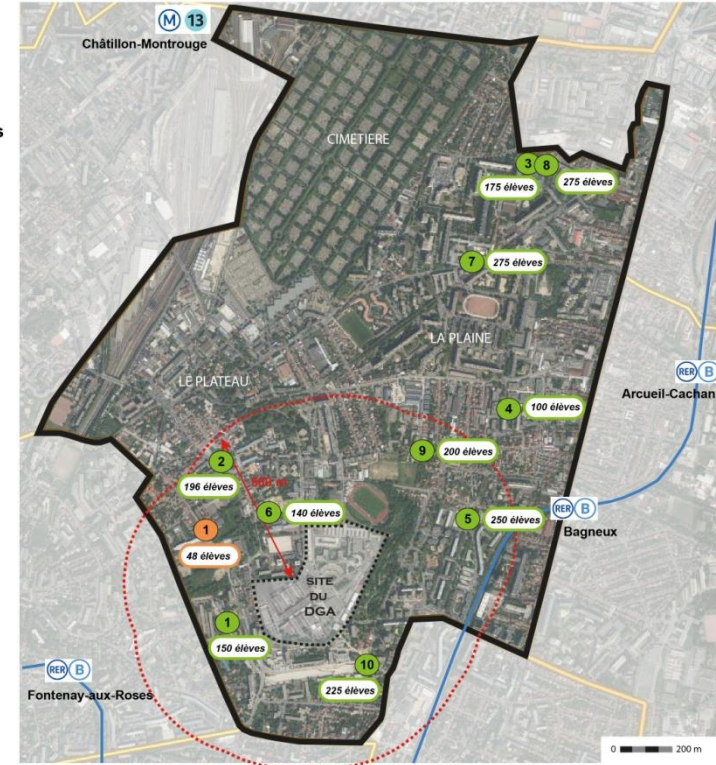 M 13
Châtillon-Montrouge
s
CIMETIERE
3 8
175 élèves
275 élèves
7
275 élèves
LA PLAINE
LE PLATEAU
RER B
Arcueil-Cachan
4
100 élèves
9
200 élèves
2
196 élèves
6
140 élèves
5
250 élèves
RER B
Bagneux
1
48 élèves
SITE
DU
DGA
1
150 élèves
10
225 élèves
RER B
Fontenay-aux-Roses
0
200 m